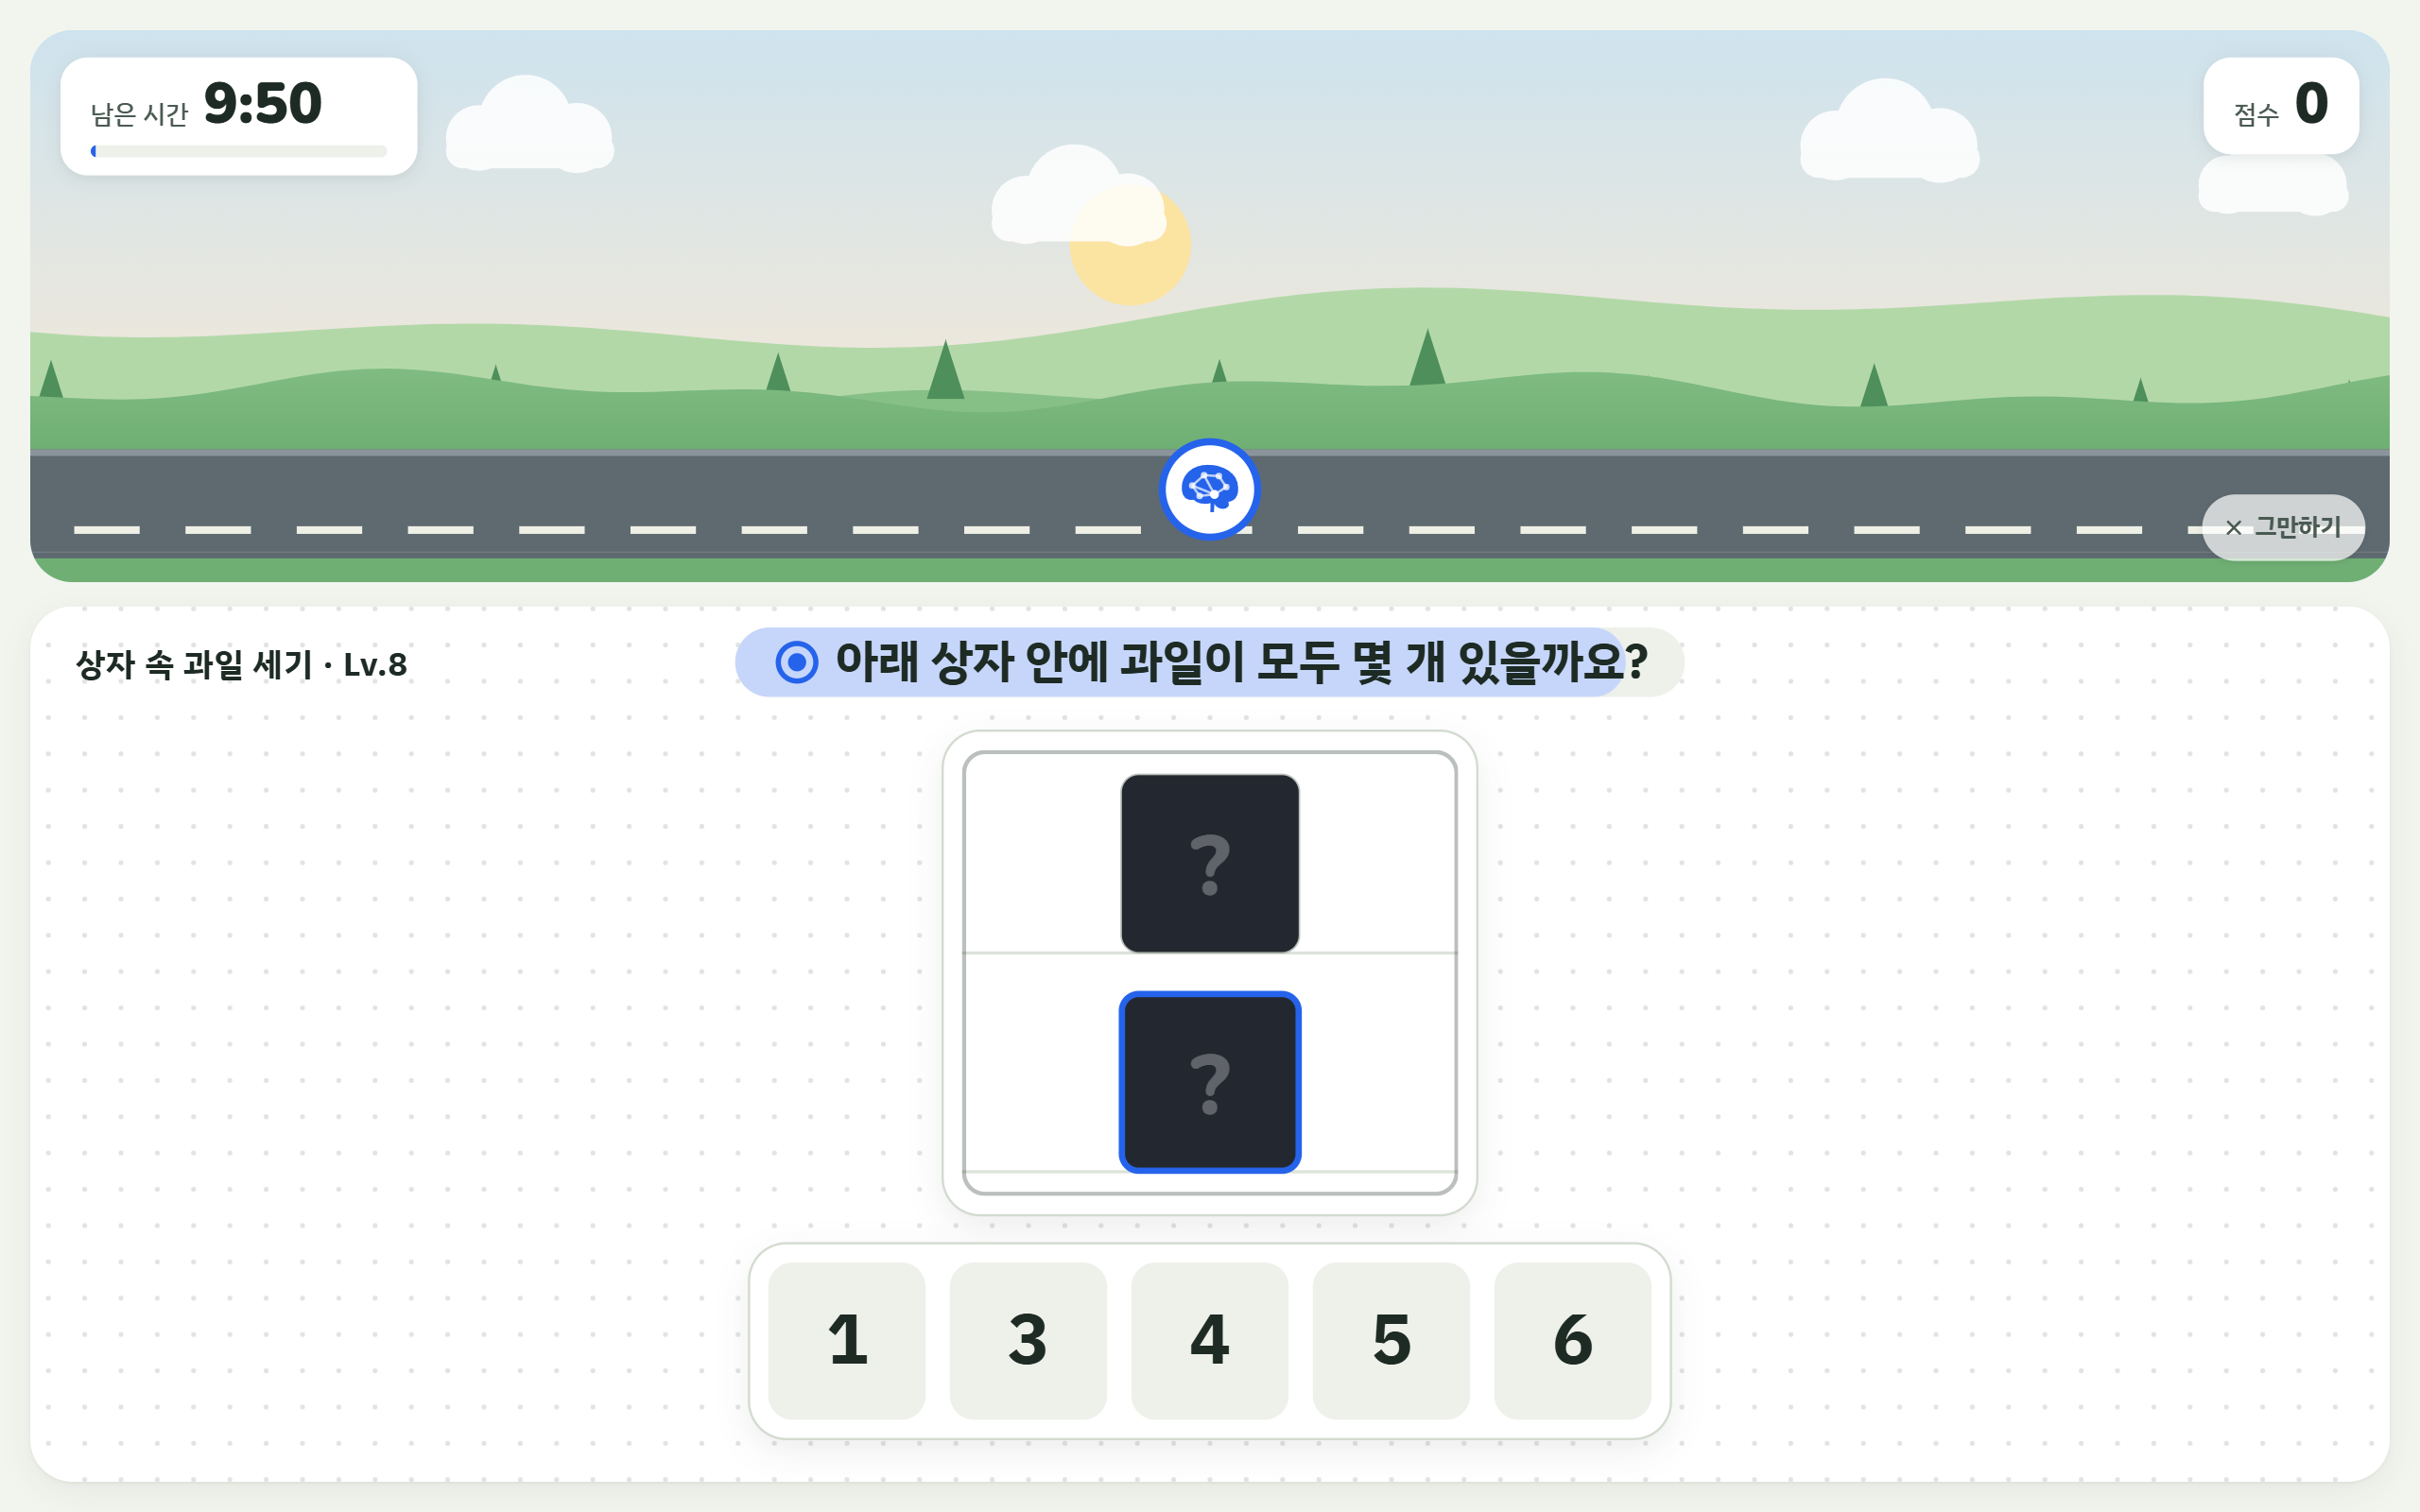 남은 시간 9:50
점수 0
× 그만하기
상자 속 과일 세기 · Lv.8
아래 상자 안에 과일이 모두 몇 개 있을까요?
?
?
1 3 4 5 6